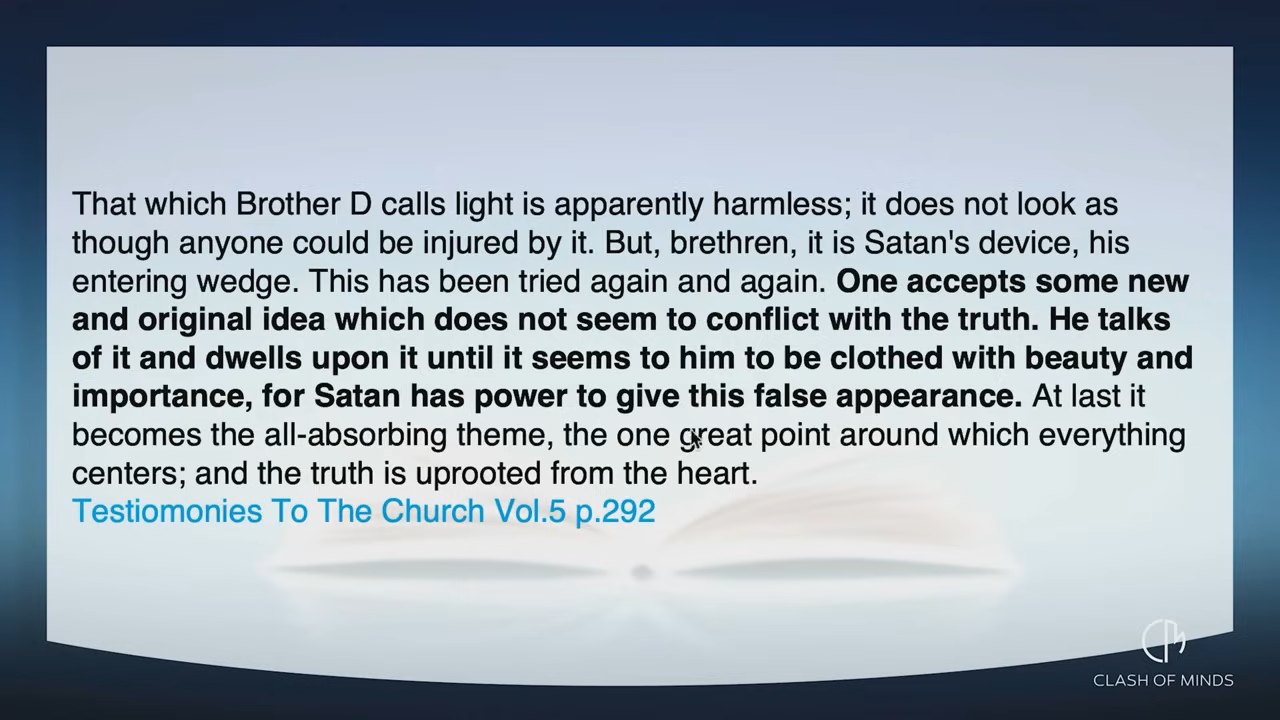 That which Brother D calls light is apparently harmless; it does not look as
though anyone could be injured by it. But, brethren, it is Satan's device, his
entering wedge. This has been tried again and again. One accepts some new
and original idea which does not seem to conflict with the truth. He talks
of it and dwells upon it until it seems to him to be clothed with beauty and
importance, for Satan has power to give this false appearance. At last it
becomes the all-absorbing theme, the one great point around which everything
centers; and the truth is uprooted from the heart.
Testiomonies To The Church Vol.5 p.292
CLASH OF MINDS